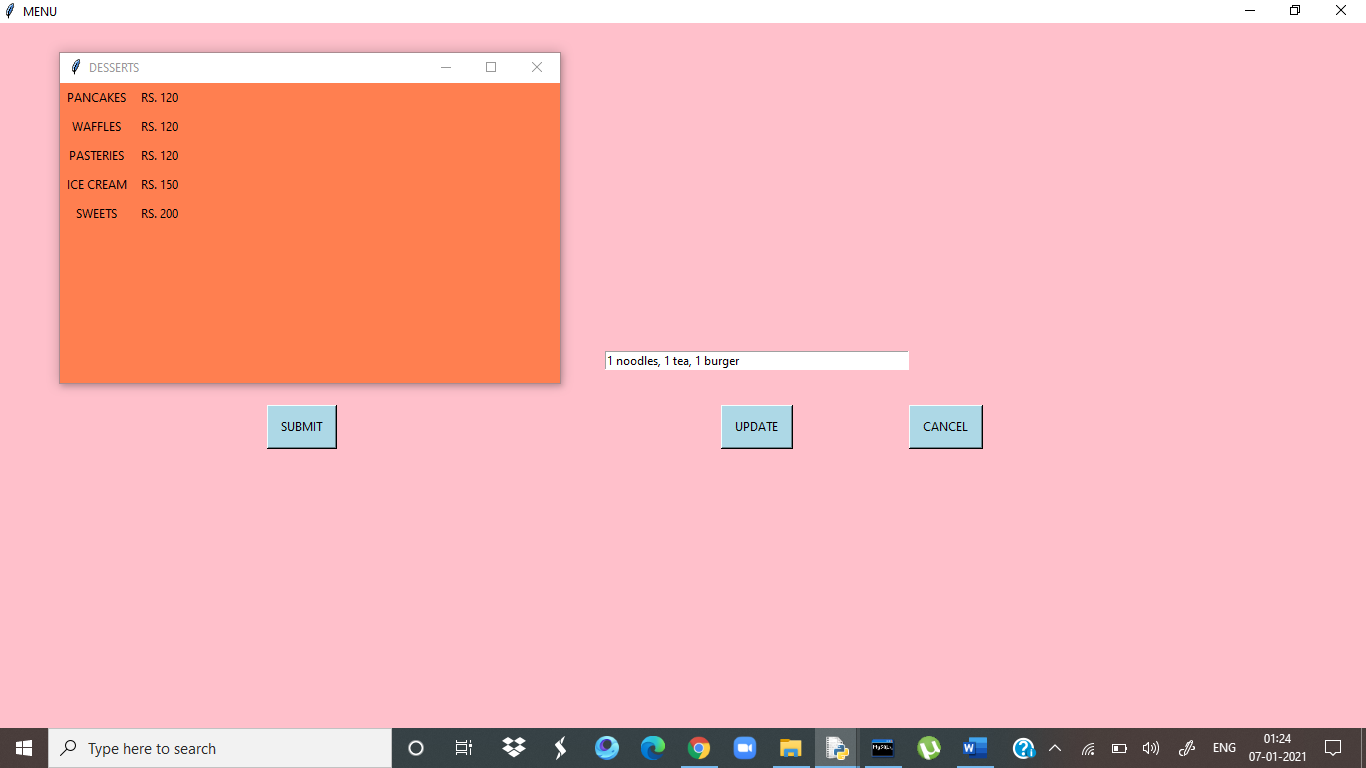 MENU
DESSERTS
PANCAKES RS. 120
WAFFLES RS. 120
PASTERIES RS. 120
ICE CREAM RS. 150
SWEETS RS. 200
1 noodles, 1 tea, 1 burger
SUBMIT UPDATE CANCEL
Type here to search
ENG
01:24
07-01-2021